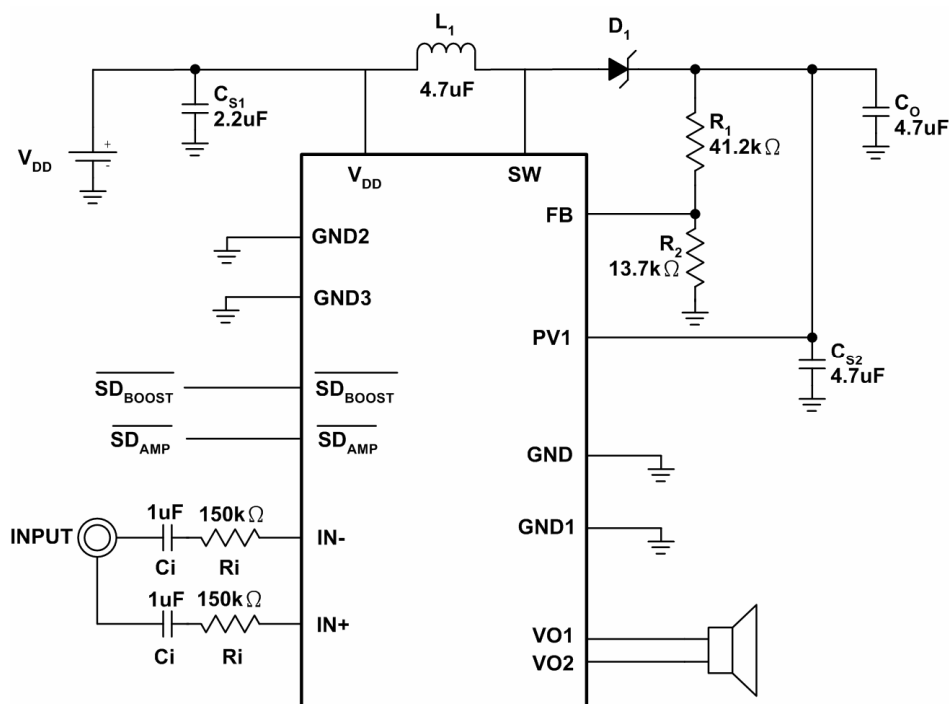 L1
D1
4.7uF
CS1
2.2uF
VDD
+
-
R1
41.2kΩ
CO
4.7uF
VDD
SW
FB
R2
13.7kΩ
GND2
GND3
PV1
CS2
4.7uF
SDBOOST
SDBOOST
SDAMP
SDAMP
GND
GND1
INPUT
1uF
150kΩ
Ci
Ri
IN-
1uF
150kΩ
Ci
Ri
IN+
VO1
VO2